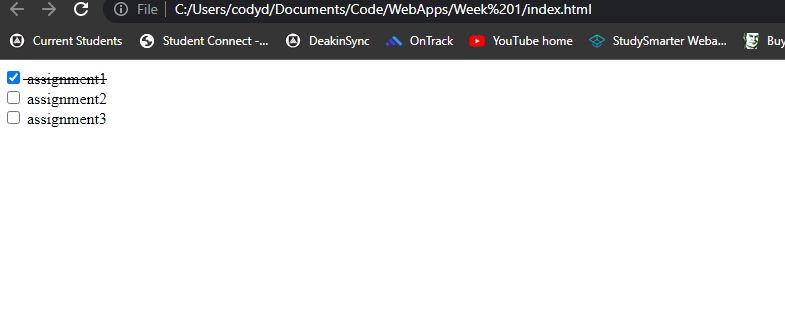 File C:/Users/codyd/Documents/Code/WebApps/Week%201/index.html
Current Students Student Connect -... DeakinSync OnTrack YouTube home StudySmarter Weba... Buy
assignment1
assignment2
assignment3